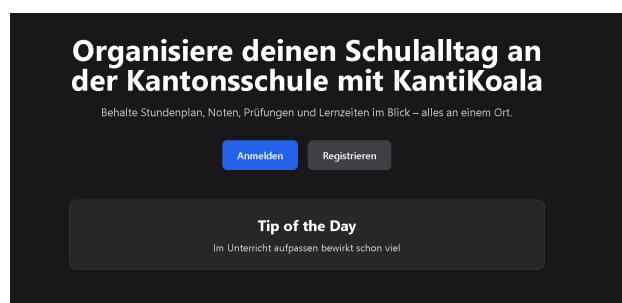 Organisiere deinen Schulalltag an
der Kantonsschule mit KantiKoala
Behalte Stundenplan, Noten, Prüfungen und Lernzeiten im Blick – alles an einem Ort.
Anmelden
Registrieren
Tip of the Day
Im Unterricht aufpassen bewirkt schon viel